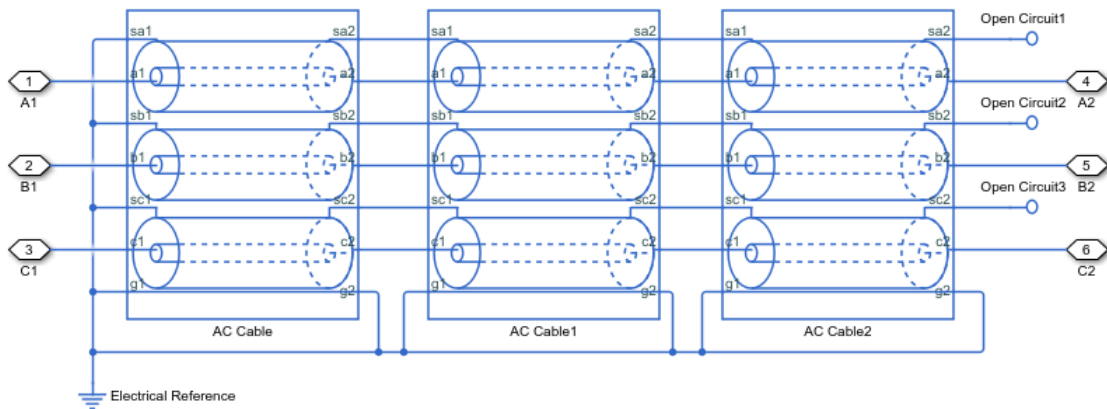 sa1 sa2 sa1 sa2 sa1 sa2 Open Circuit1
1 a1 a2 a1 a2 a1 a2 4
A1 A2
sb1 sb2 sb1 sb2 sb1 sb2 Open Circuit2
2 b1 b2 b1 b2 b1 b2 5
B1 B2
sc1 sc2 sc1 sc2 sc1 sc2 Open Circuit3
3 c1 c2 c1 c2 c1 c2 6
C1 C2
g1 g2 g1 g2 g1 g2
AC Cable AC Cable1 AC Cable2
Electrical Reference